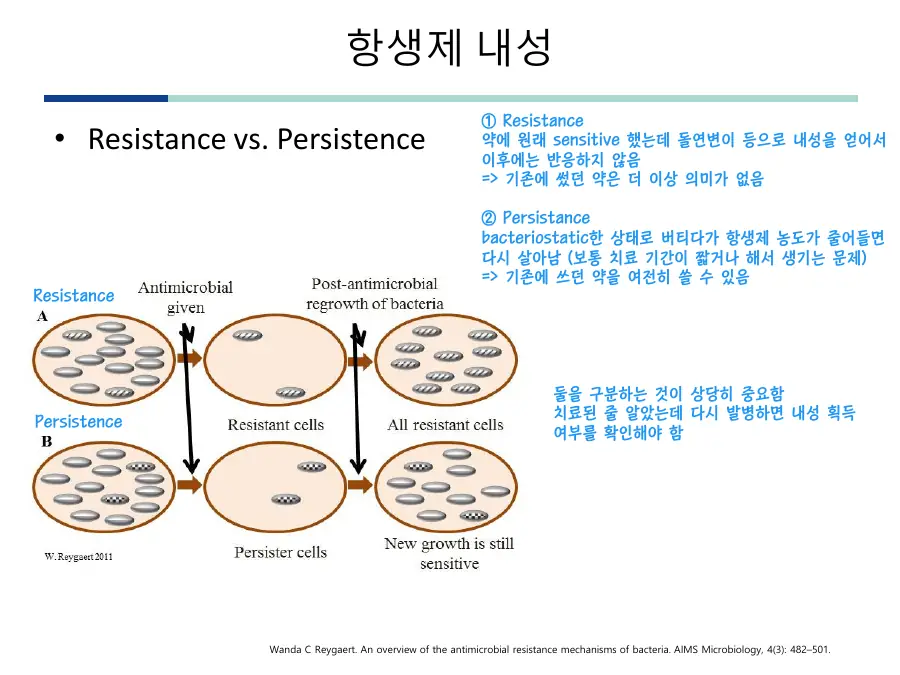 항생제 내성
• Resistance vs. Persistence
① Resistance
약에 원래 sensitive 했는데 돌연변이 등으로 내성을 얻어서
이후에는 반응하지 않음
=> 기존에 썼던 약은 더 이상 의미가 없음
② Persistance
bacteriostatic한 상태로 버티다가 항생제 농도가 줄어들면
다시 살아남 (보통 치료 기간이 짧거나 해서 생기는 문제)
=> 기존에 쓰던 약을 여전히 쓸 수 있음
Resistance
A
Antimicrobial
given
Post-antimicrobial
regrowth of bacteria
Resistant cells
All resistant cells
Persistence
B
Persister cells
New growth is still
sensitive
W. Reygaert 2011
둘을 구분하는 것이 상당히 중요함
치료된 줄 알았는데 다시 발병하면 내성 획득
여부를 확인해야 함
Wanda C Reygaert. An overview of the antimicrobial resistance mechanisms of bacteria. AIMS Microbiology, 4(3): 482–501.